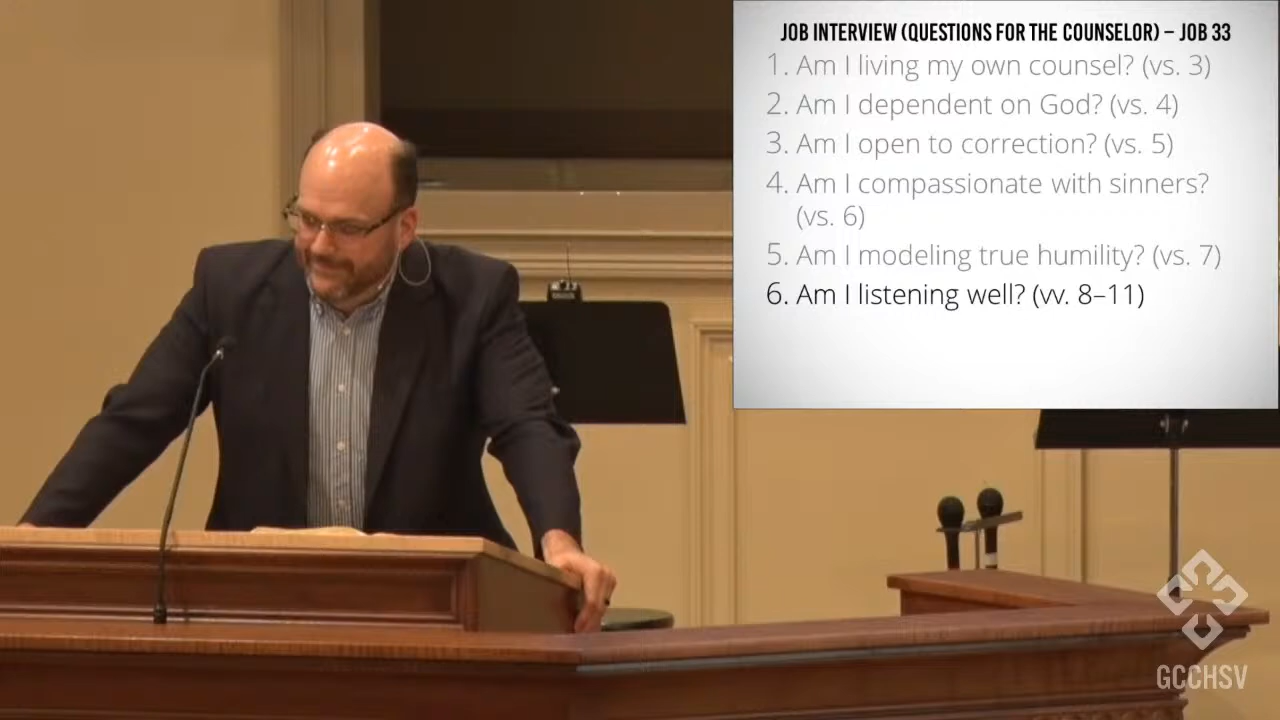 JOB INTERVIEW (QUESTIONS FOR THE COUNSELOR) – JOB 33
1. Am I living my own counsel? (vs. 3)
2. Am I dependent on God? (vs. 4)
3. Am I open to correction? (vs. 5)
4. Am I compassionate with sinners?
(vs. 6)
5. Am I modeling true humility? (vs. 7)
6. Am I listening well? (vv. 8–11)
GCCHSV